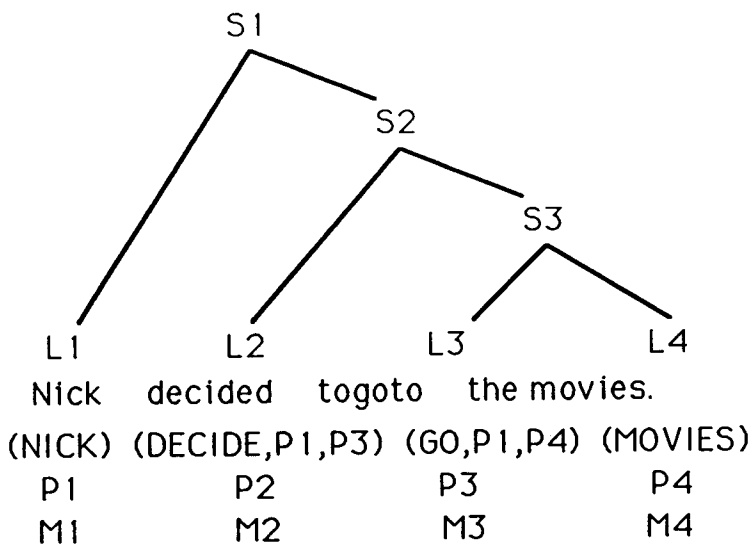 S1
S2
S3
L1 L2 L3 L4
Nick decided togoto the movies.
(NICK) (DECIDE,P1,P3) (GO,P1,P4) (MOVIES)
P1 P2 P3 P4
M1 M2 M3 M4